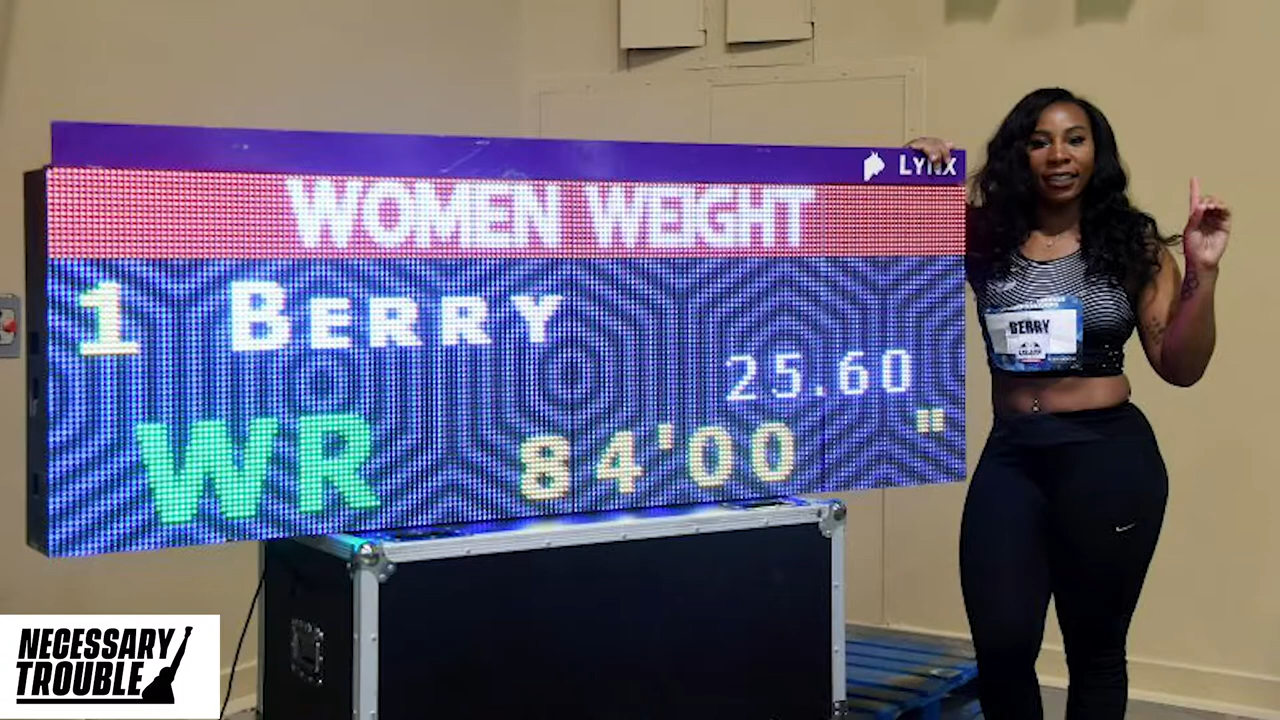 LYNX
WOMEN WEIGHT
1 BERRY
25.60
WR 84'00"
BERRY
NECESSARY
TROUBLE